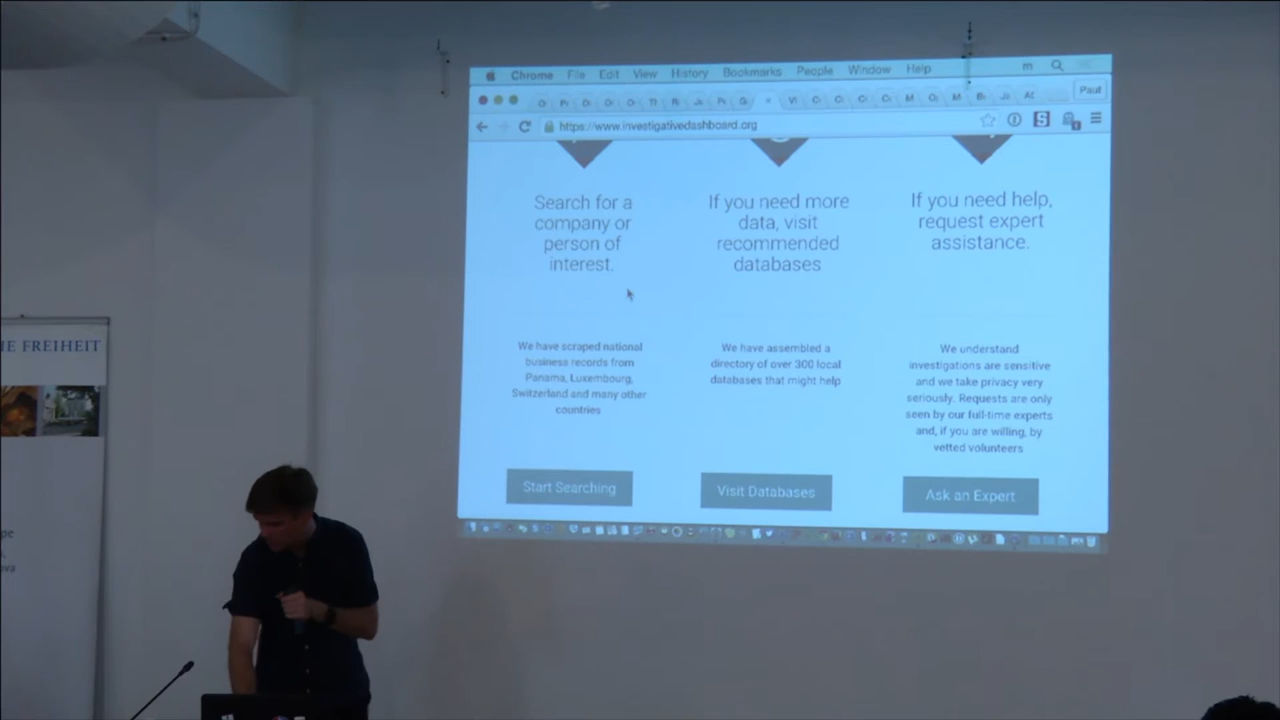 Chrome File Edit View History Bookmarks People Window Help
Paul
https://www.investigativedashboard.org
Search for a
company or
person of
interest.
If you need more
data, visit
recommended
databases
If you need help,
request expert
assistance.
We have scraped national
business records from
Panama, Luxembourg,
Switzerland and many other
countries
We have assembled a
directory of over 300 local
databases that might help
We understand
investigations are sensitive
and we take privacy very
seriously. Requests are only
seen by our full-time experts
and, if you are willing, by
vetted volunteers
Start Searching
Visit Databases
Ask an Expert
IE FREIHEIT